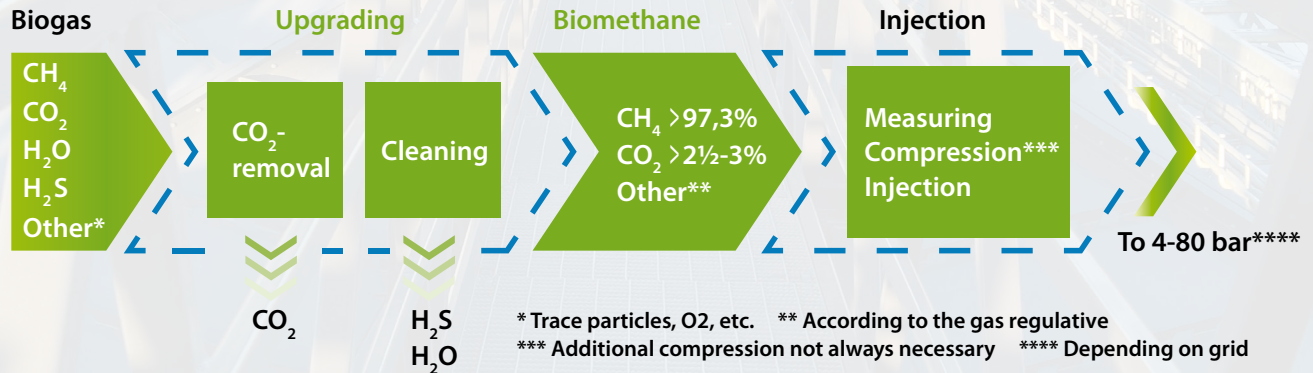 Biogas
Upgrading
Biomethane
Injection
CH₄
CO₂
H₂O
H₂S
Other*
CO₂-
removal
Cleaning
CH₄ >97,3%
CO₂ >2½-3%
Other**
Measuring
Compression***
Injection
To 4-80 bar****
CO₂
H₂S
H₂O
* Trace particles, O2, etc. ** According to the gas regulative
*** Additional compression not always necessary **** Depending on grid